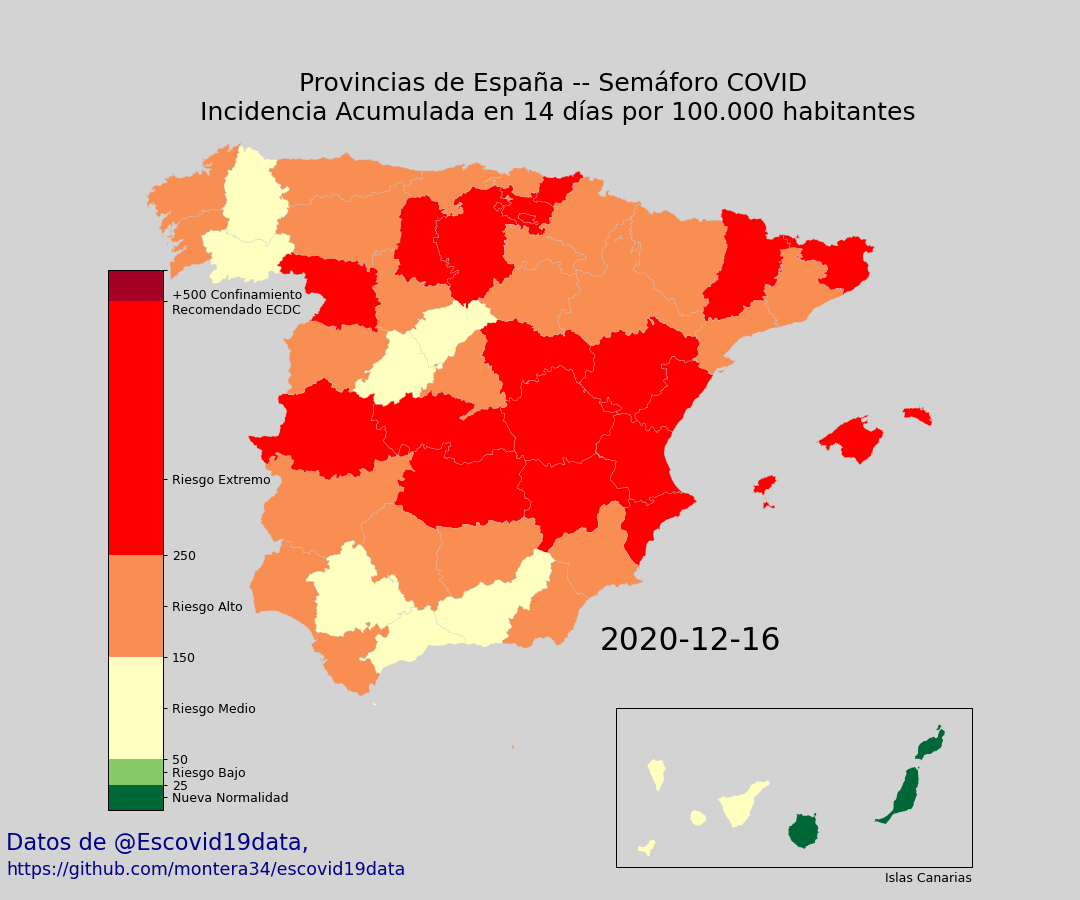 Provincias de España -- Semáforo COVID
Incidencia Acumulada en 14 días por 100.000 habitantes
+500 Confinamiento
Recomendado ECDC
Riesgo Extremo
250
Riesgo Alto
150
Riesgo Medio
50
Riesgo Bajo
25
Nueva Normalidad
2020-12-16
Islas Canarias
Datos de @Escovid19data,
https://github.com/montera34/escovid19data